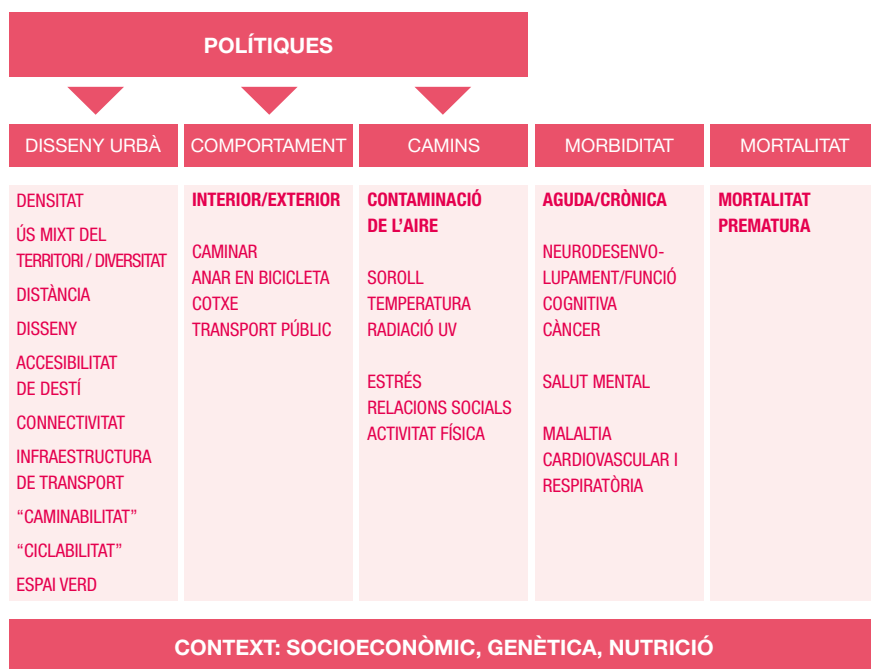 POLÍTIQUES
DISSENY URBÀ
DENSITAT
ÚS MIXT DEL
TERRITORI / DIVERSITAT
DISTÀNCIA
DISSENY
ACCESIBILITAT
DE DESTÍ
CONNECTIVITAT
INFRAESTRUCTURA
DE TRANSPORT
“CAMINABILITAT”
“CICLABILITAT”
ESPAI VERD
COMPORTAMENT
INTERIOR/EXTERIOR
CAMINAR
ANAR EN BICICLETA
COTXE
TRANSPORT PÚBLIC
CAMINS
CONTAMINACIÓ
DE L’AIRE
SOROLL
TEMPERATURA
RADIACIÓ UV
ESTRÉS
RELACIONS SOCIALS
ACTIVITAT FÍSICA
MORBIDITAT
AGUDA/CRÒNICA
NEURODESENVO-
LUPAMENT/FUNCIÓ
COGNITIVA
CÀNCER
SALUT MENTAL
MALALTIA
CARDIOVASCULAR I
RESPIRATÒRIA
MORTALITAT
MORTALITAT
PREMATURA
CONTEXT: SOCIOECONÒMIC, GENÈTICA, NUTRICIÓ